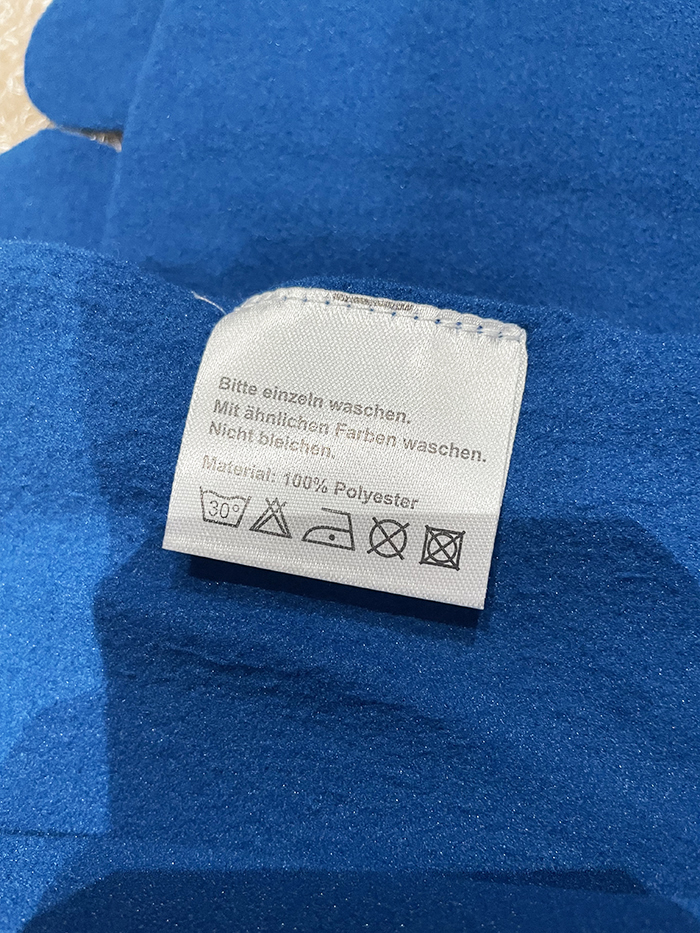 Bitte einzeln waschen.
Mit ähnlichen Farben waschen.
Nicht bleichen.
Material: 100% Polyester
30°